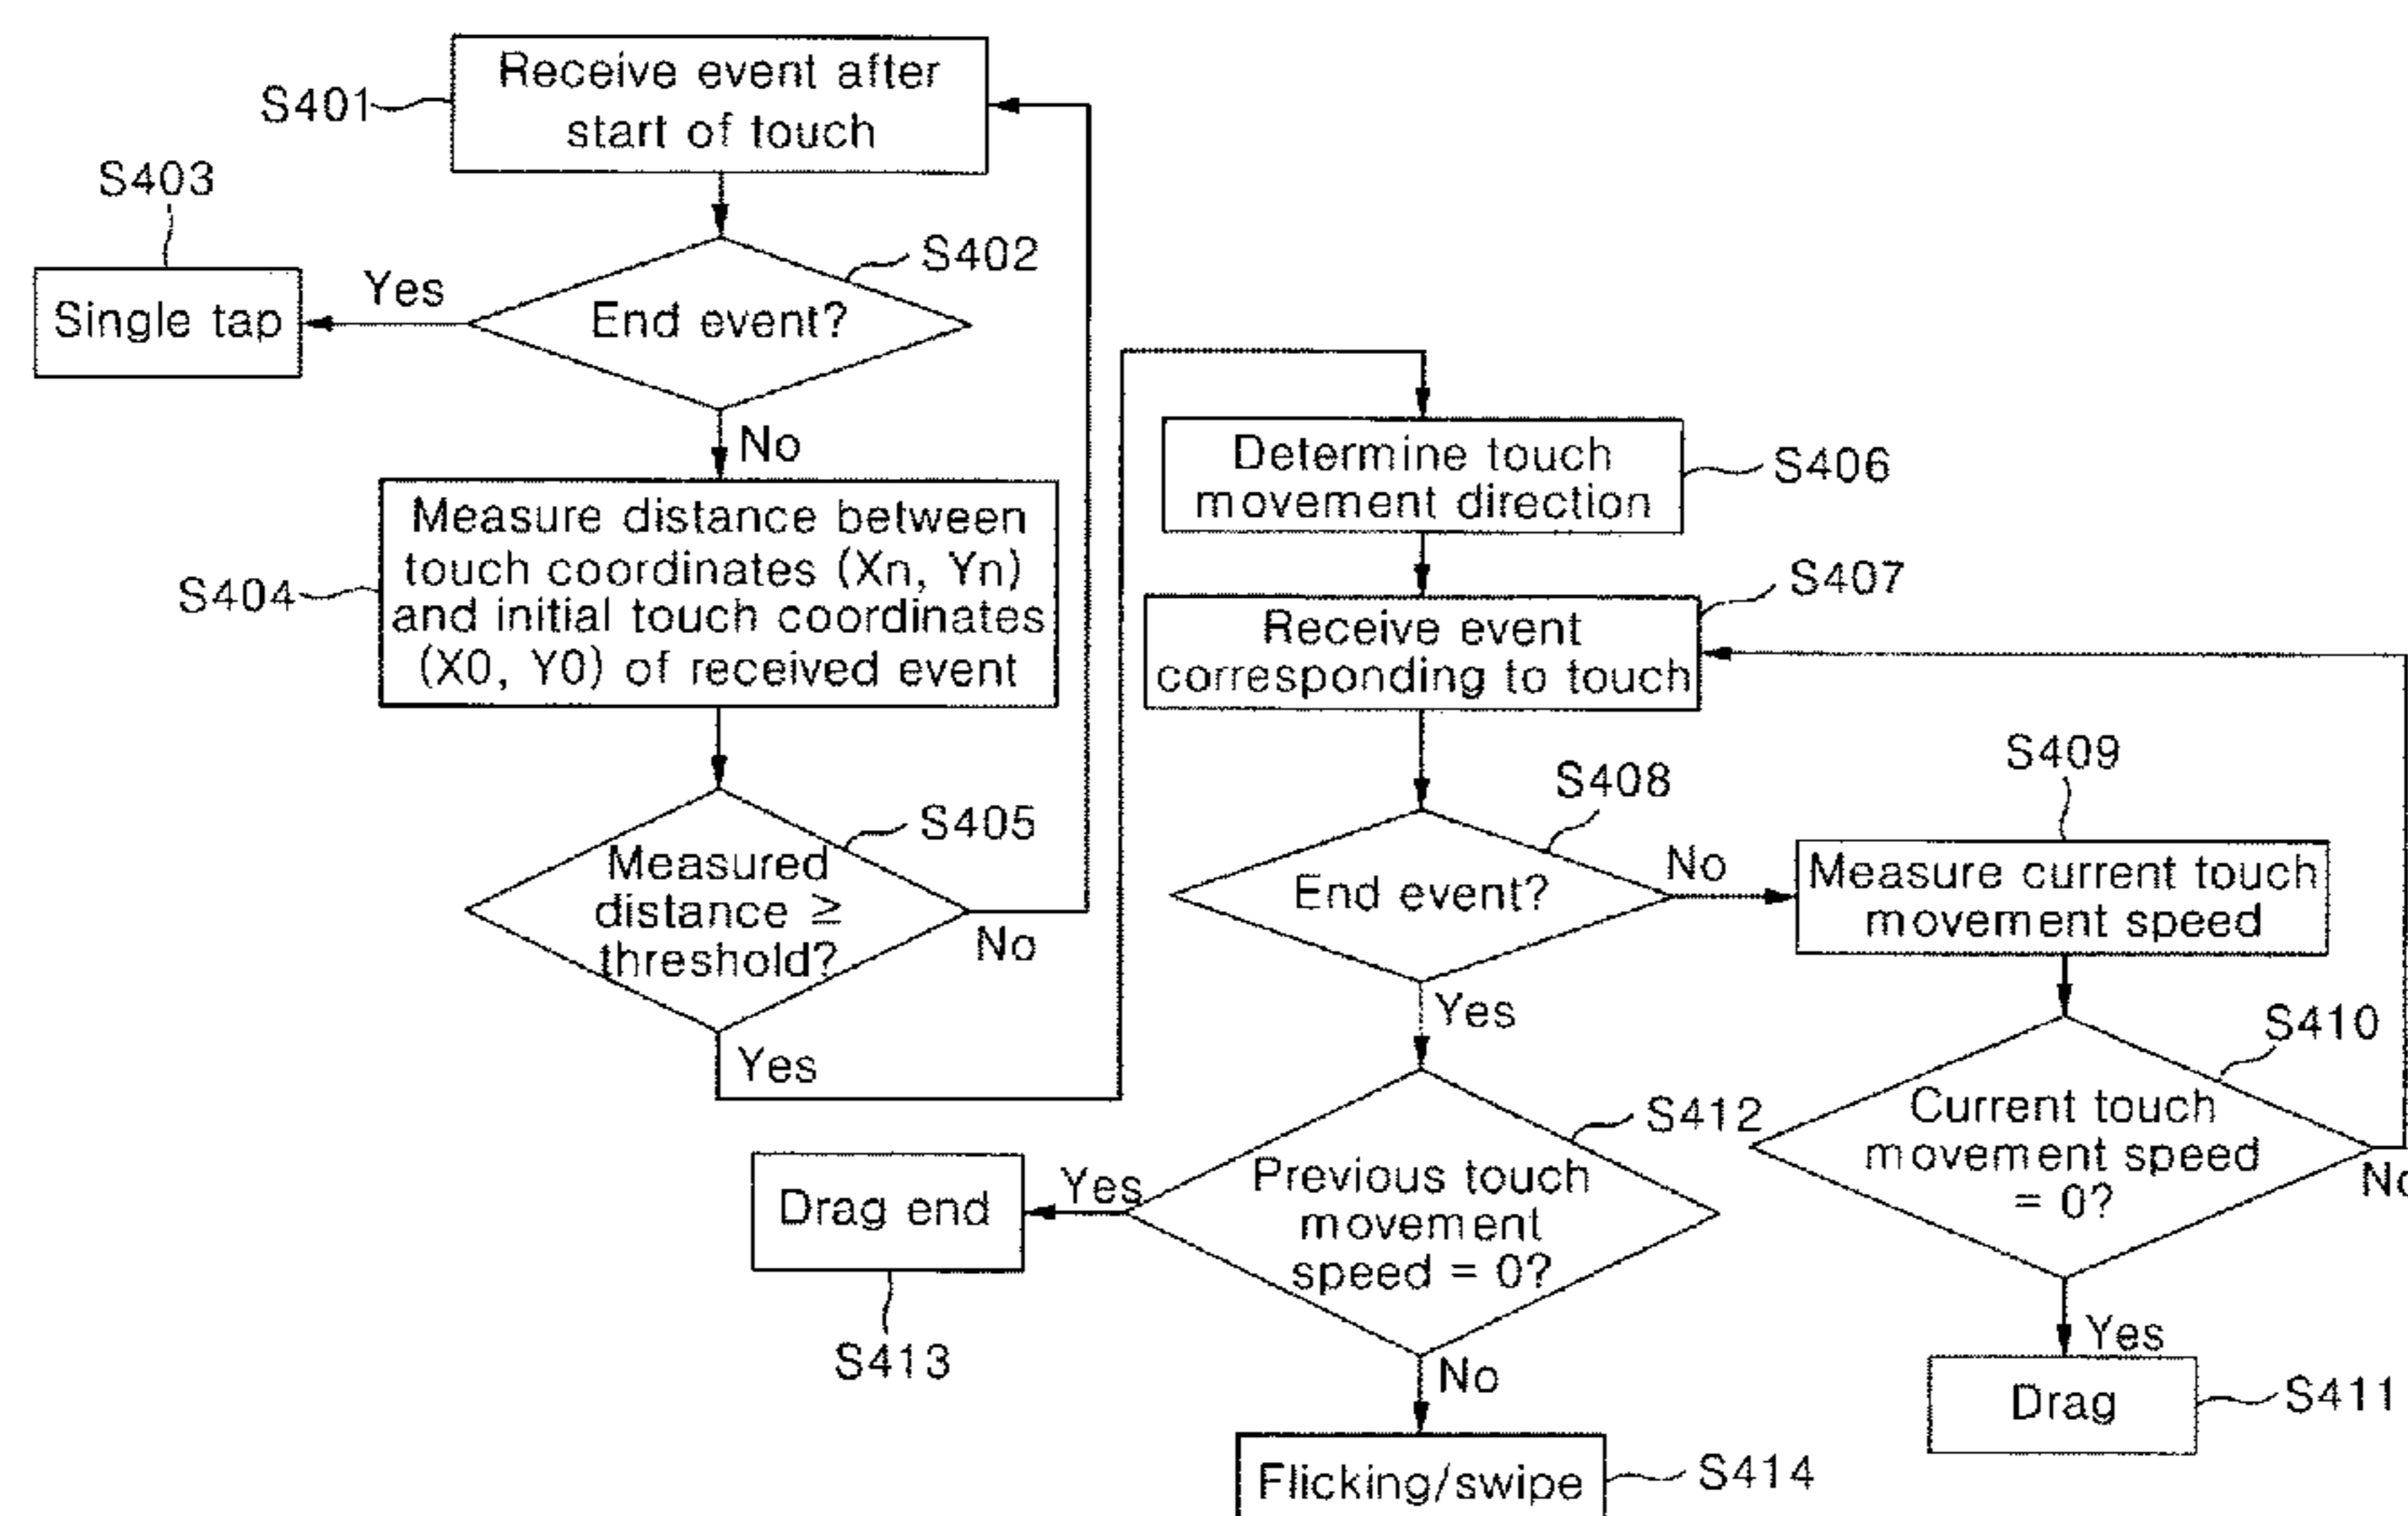 S401
Receive event after
start of touch
S402
End event?
Yes
S403
Single tap
No
S404
Measure distance between
touch coordinates (Xn, Yn)
and initial touch coordinates
(X0, Y0) of received event
S405
Measured
distance ≥
threshold?
No
Yes
Determine touch
movement direction
S406
Receive event
corresponding to touch
S407
End event?
S408
No
S409
Measure current touch
movement speed
S410
Current touch
movement speed
= 0?
No
Yes
Drag
S411
Yes
S412
Previous touch
movement
speed = 0?
Yes
Drag end
S413
No
Flicking/swipe
S414